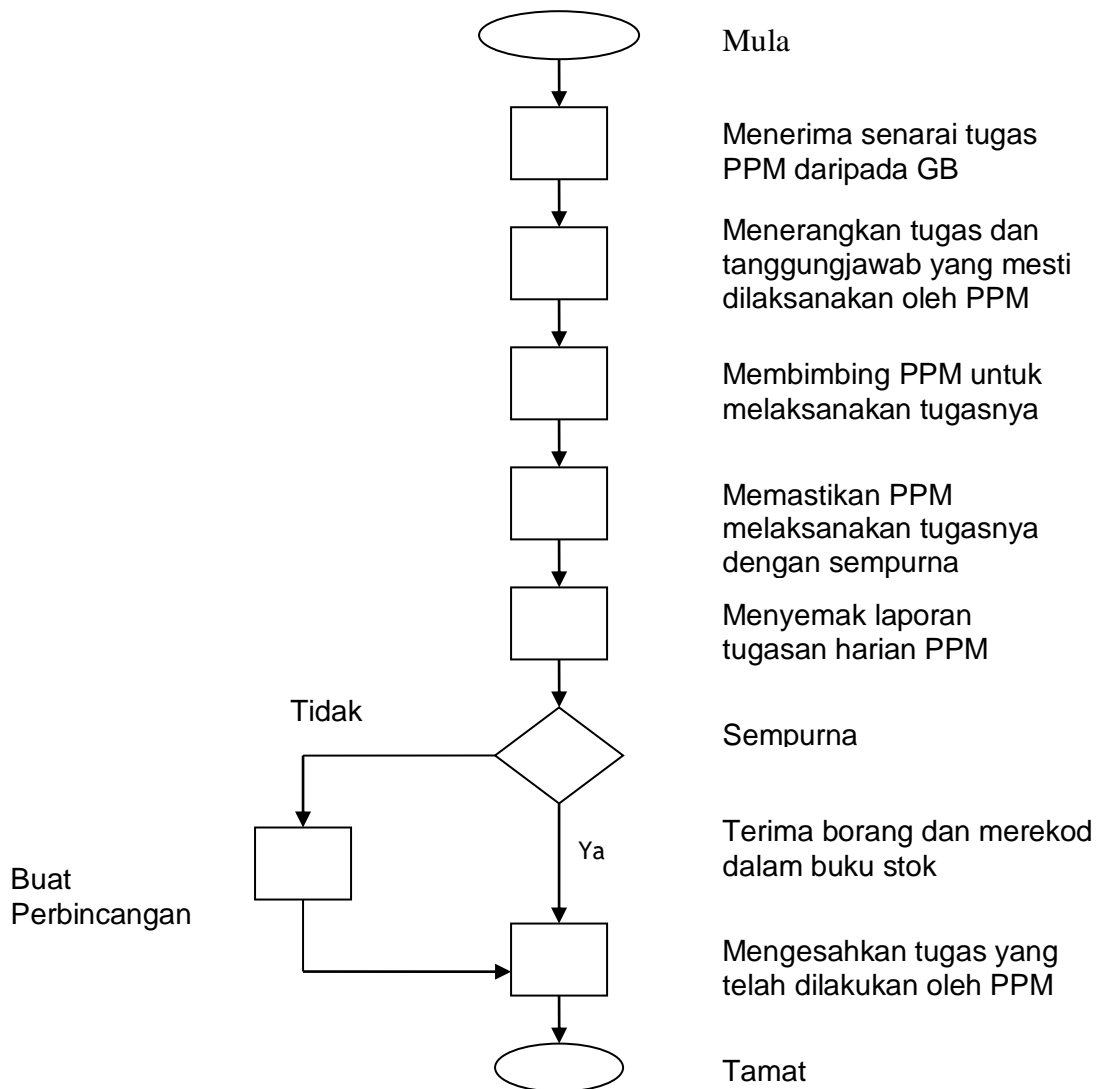 Mula
Menerima senarai tugas
PPM daripada GB
Menerangkan tugas dan
tanggungjawab yang mesti
dilaksanakan oleh PPM
Membimbing PPM untuk
melaksanakan tugasnya
Memastikan PPM
melaksanakan tugasnya
dengan sempurna
Menyemak laporan
tugasan harian PPM
Tidak
Sempurna
Ya
Terima borang dan merekod
dalam buku stok
Buat
Perbincangan
Mengesahkan tugas yang
telah dilakukan oleh PPM
Tamat